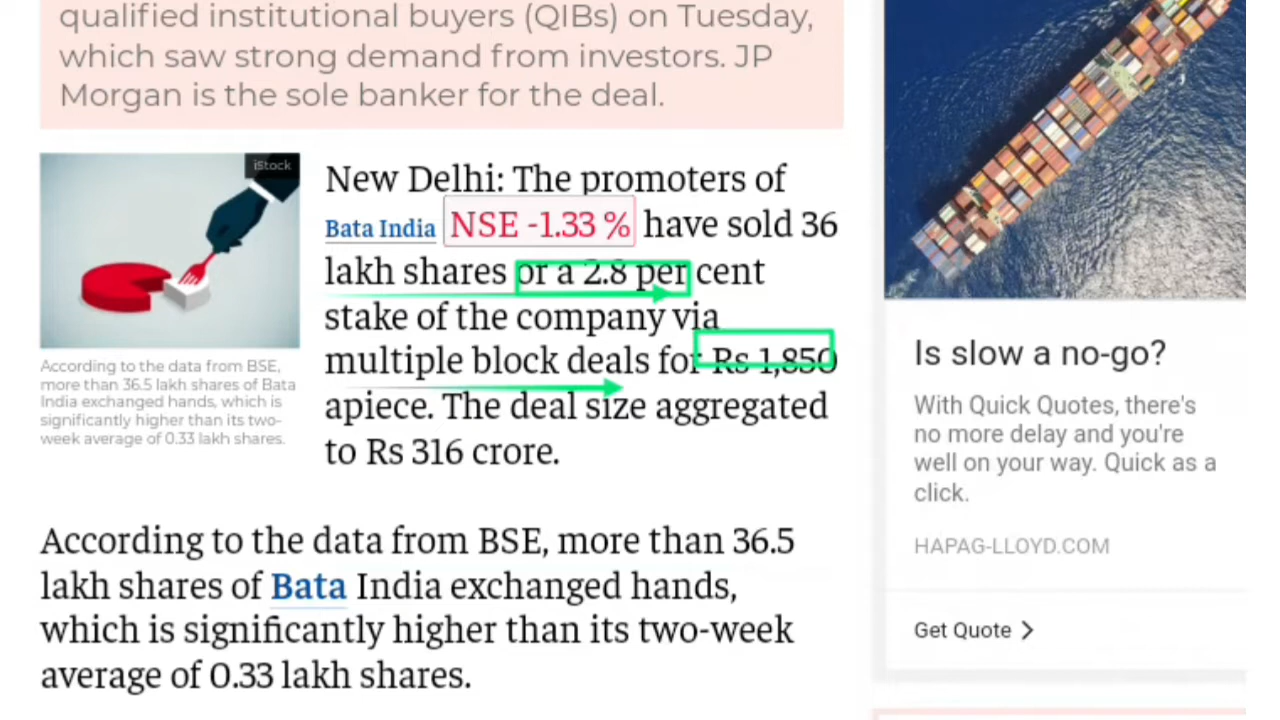 qualified institutional buyers (QIBs) on Tuesday,
which saw strong demand from investors. JP
Morgan is the sole banker for the deal.
iStock
According to the data from BSE,
more than 36.5 lakh shares of Bata
India exchanged hands, which is
significantly higher than its two-
week average of 0.33 lakh shares.
New Delhi: The promoters of
Bata India NSE -1.33 % have sold 36
lakh shares or a 2.8 per cent
stake of the company via
multiple block deals for Rs 1,850
apiece. The deal size aggregated
to Rs 316 crore.
According to the data from BSE, more than 36.5
lakh shares of Bata India exchanged hands,
which is significantly higher than its two-week
average of 0.33 lakh shares.
Is slow a no-go?
With Quick Quotes, there's
no more delay and you're
well on your way. Quick as a
click.
HAPAG-LLOYD.COM
Get Quote